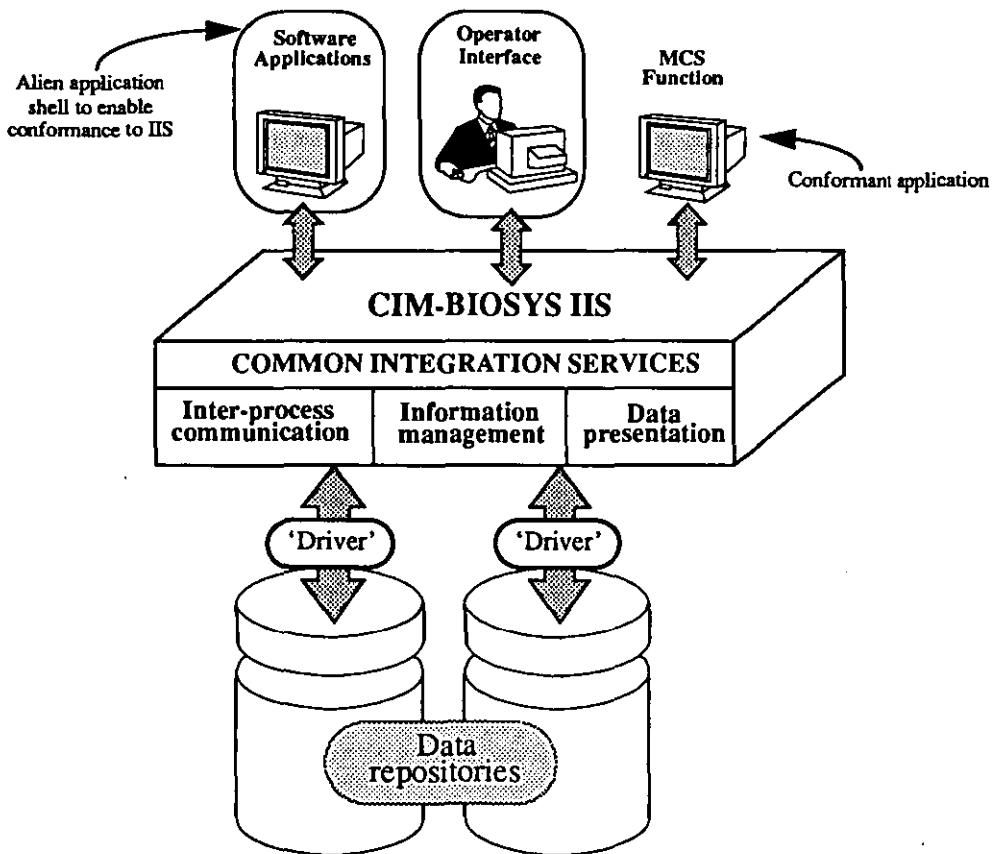 Software
Applications
Operator
Interface
MCS
Function
Alien application
shell to enable
conformance to IIS
Conformant application
CIM-BIOSYS IIS
COMMON INTEGRATION SERVICES
Inter-process
communication
Information
management
Data
presentation
‘Driver’
‘Driver’
Data
repositories